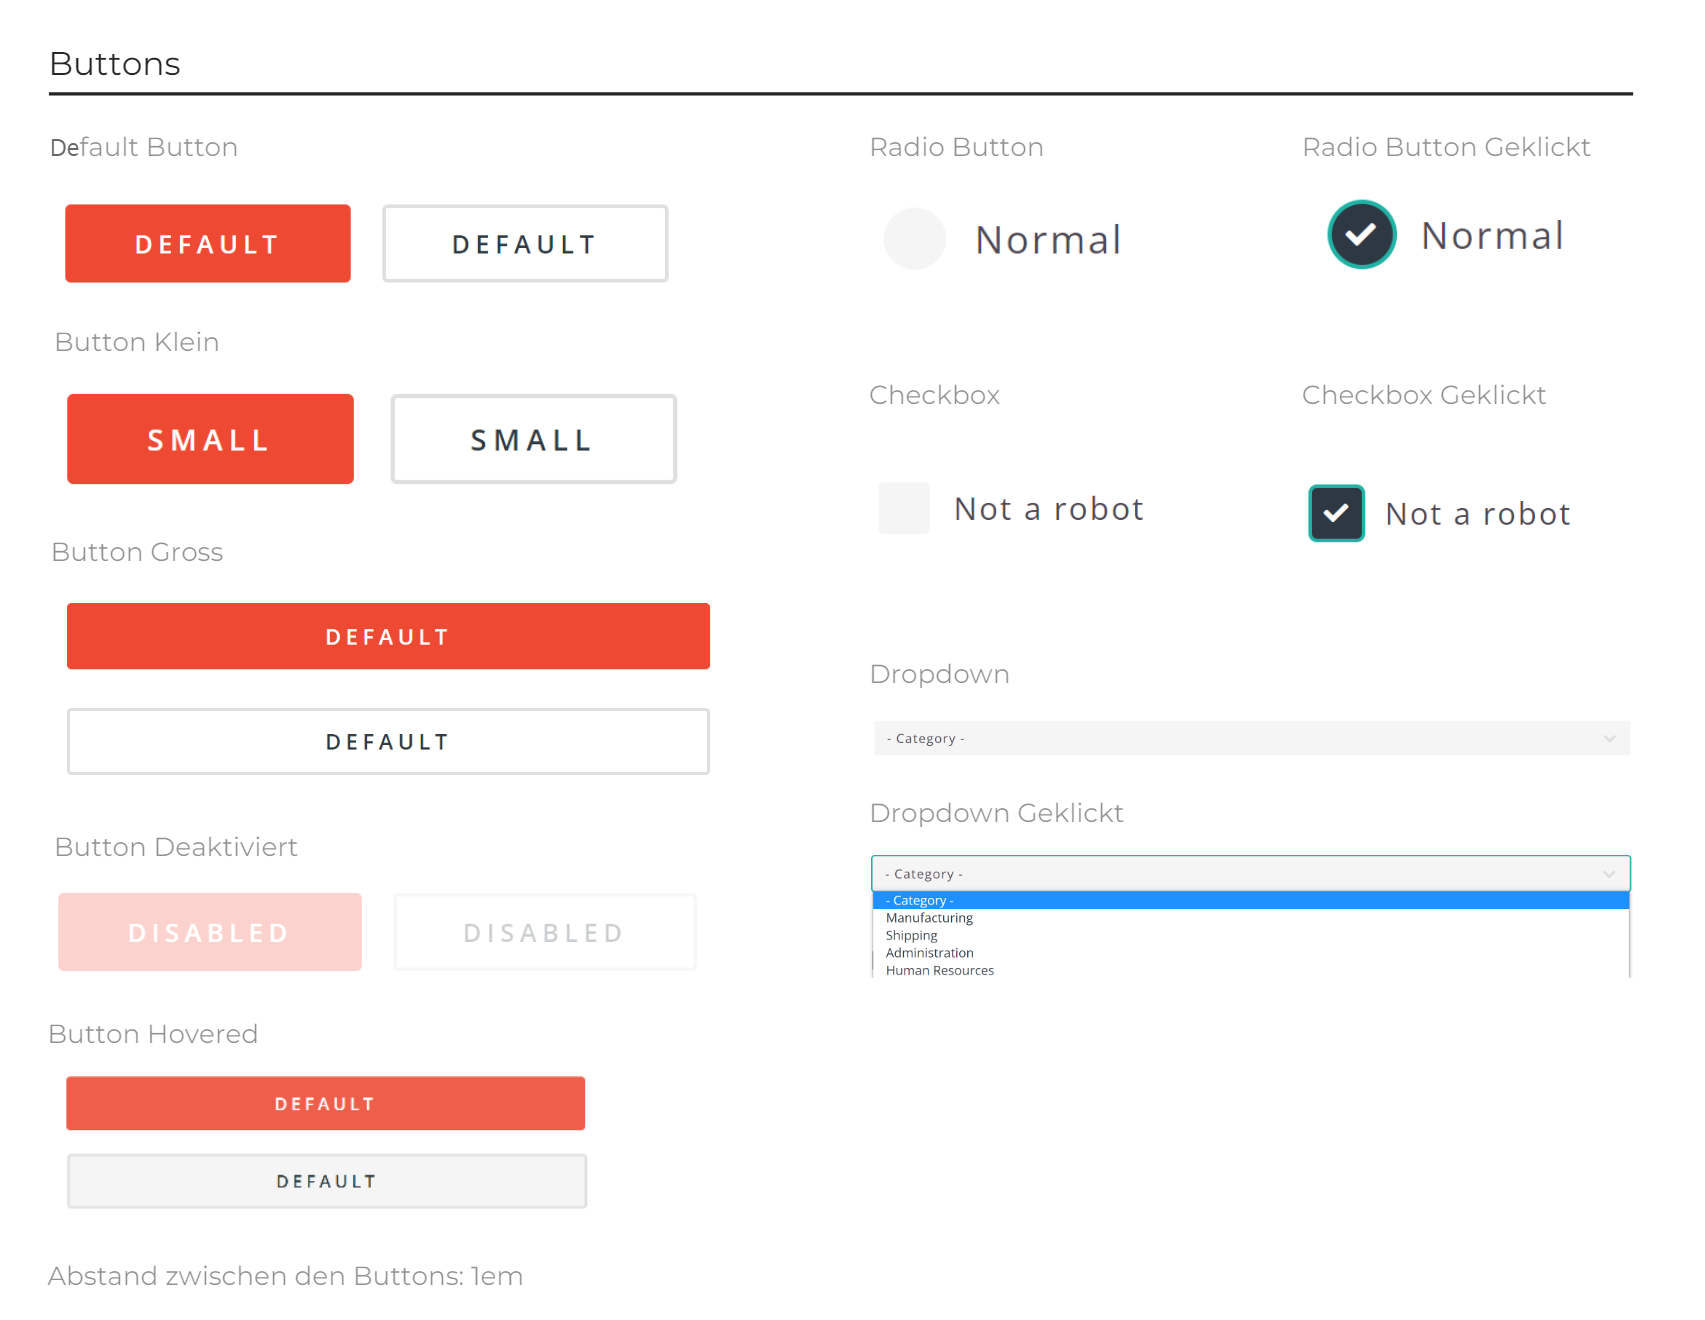 Buttons
Default Button
DEFAULT
DEFAULT
Button Klein
SMALL
SMALL
Button Gross
DEFAULT
DEFAULT
Button Deaktiviert
DISABLED
DISABLED
Button Hovered
DEFAULT
DEFAULT
Abstand zwischen den Buttons: 1em
Radio Button
Normal
Radio Button Geklickt
Normal
Checkbox
Not a robot
Checkbox Geklickt
Not a robot
Dropdown
- Category -
Dropdown Geklickt
- Category -
- Category -
Manufacturing
Shipping
Administration
Human Resources